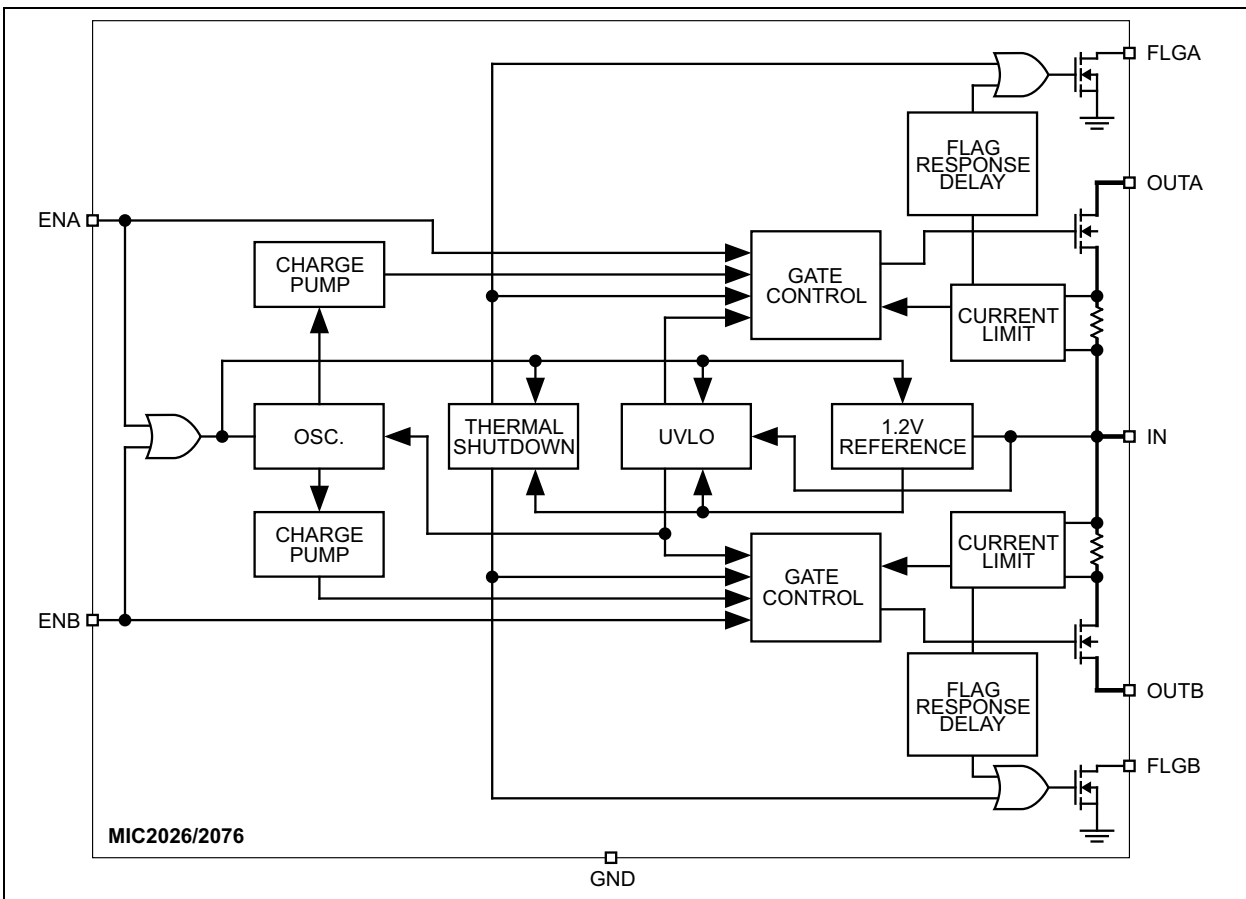 FLGA
FLAG
RESPONSE
DELAY
OUTA
ENA
CHARGE
PUMP
GATE
CONTROL
CURRENT
LIMIT
OSC.
THERMAL
SHUTDOWN
UVLO
1.2V
REFERENCE
IN
CHARGE
PUMP
CURRENT
LIMIT
GATE
CONTROL
ENB
FLAG
RESPONSE
DELAY
OUTB
FLGB
MIC2026/2076
GND